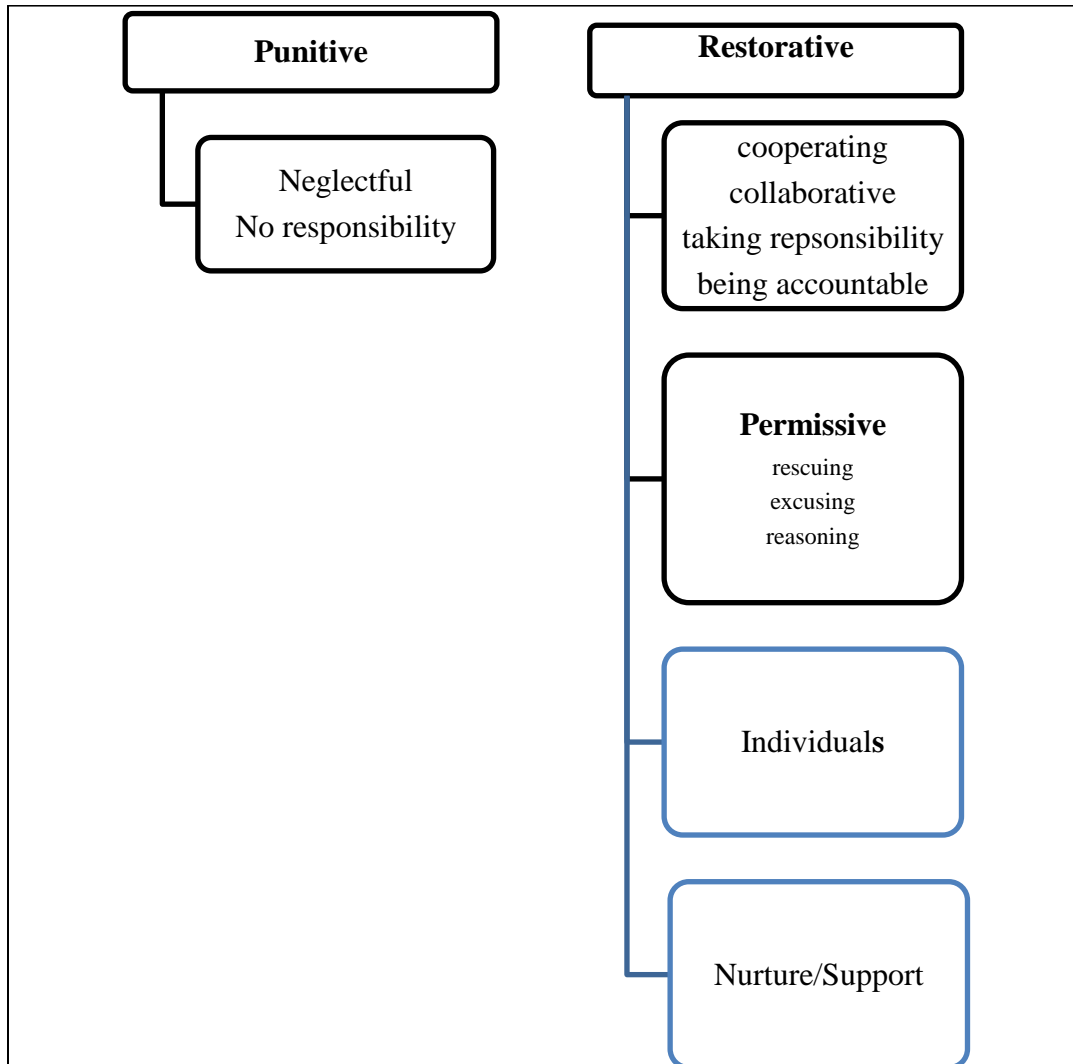 Punitive
Neglectful
No responsibility
Restorative
cooperating
collaborative
taking repsonsibility
being accountable
Permissive
rescuing
excusing
reasoning
Individuals
Nurture/Support